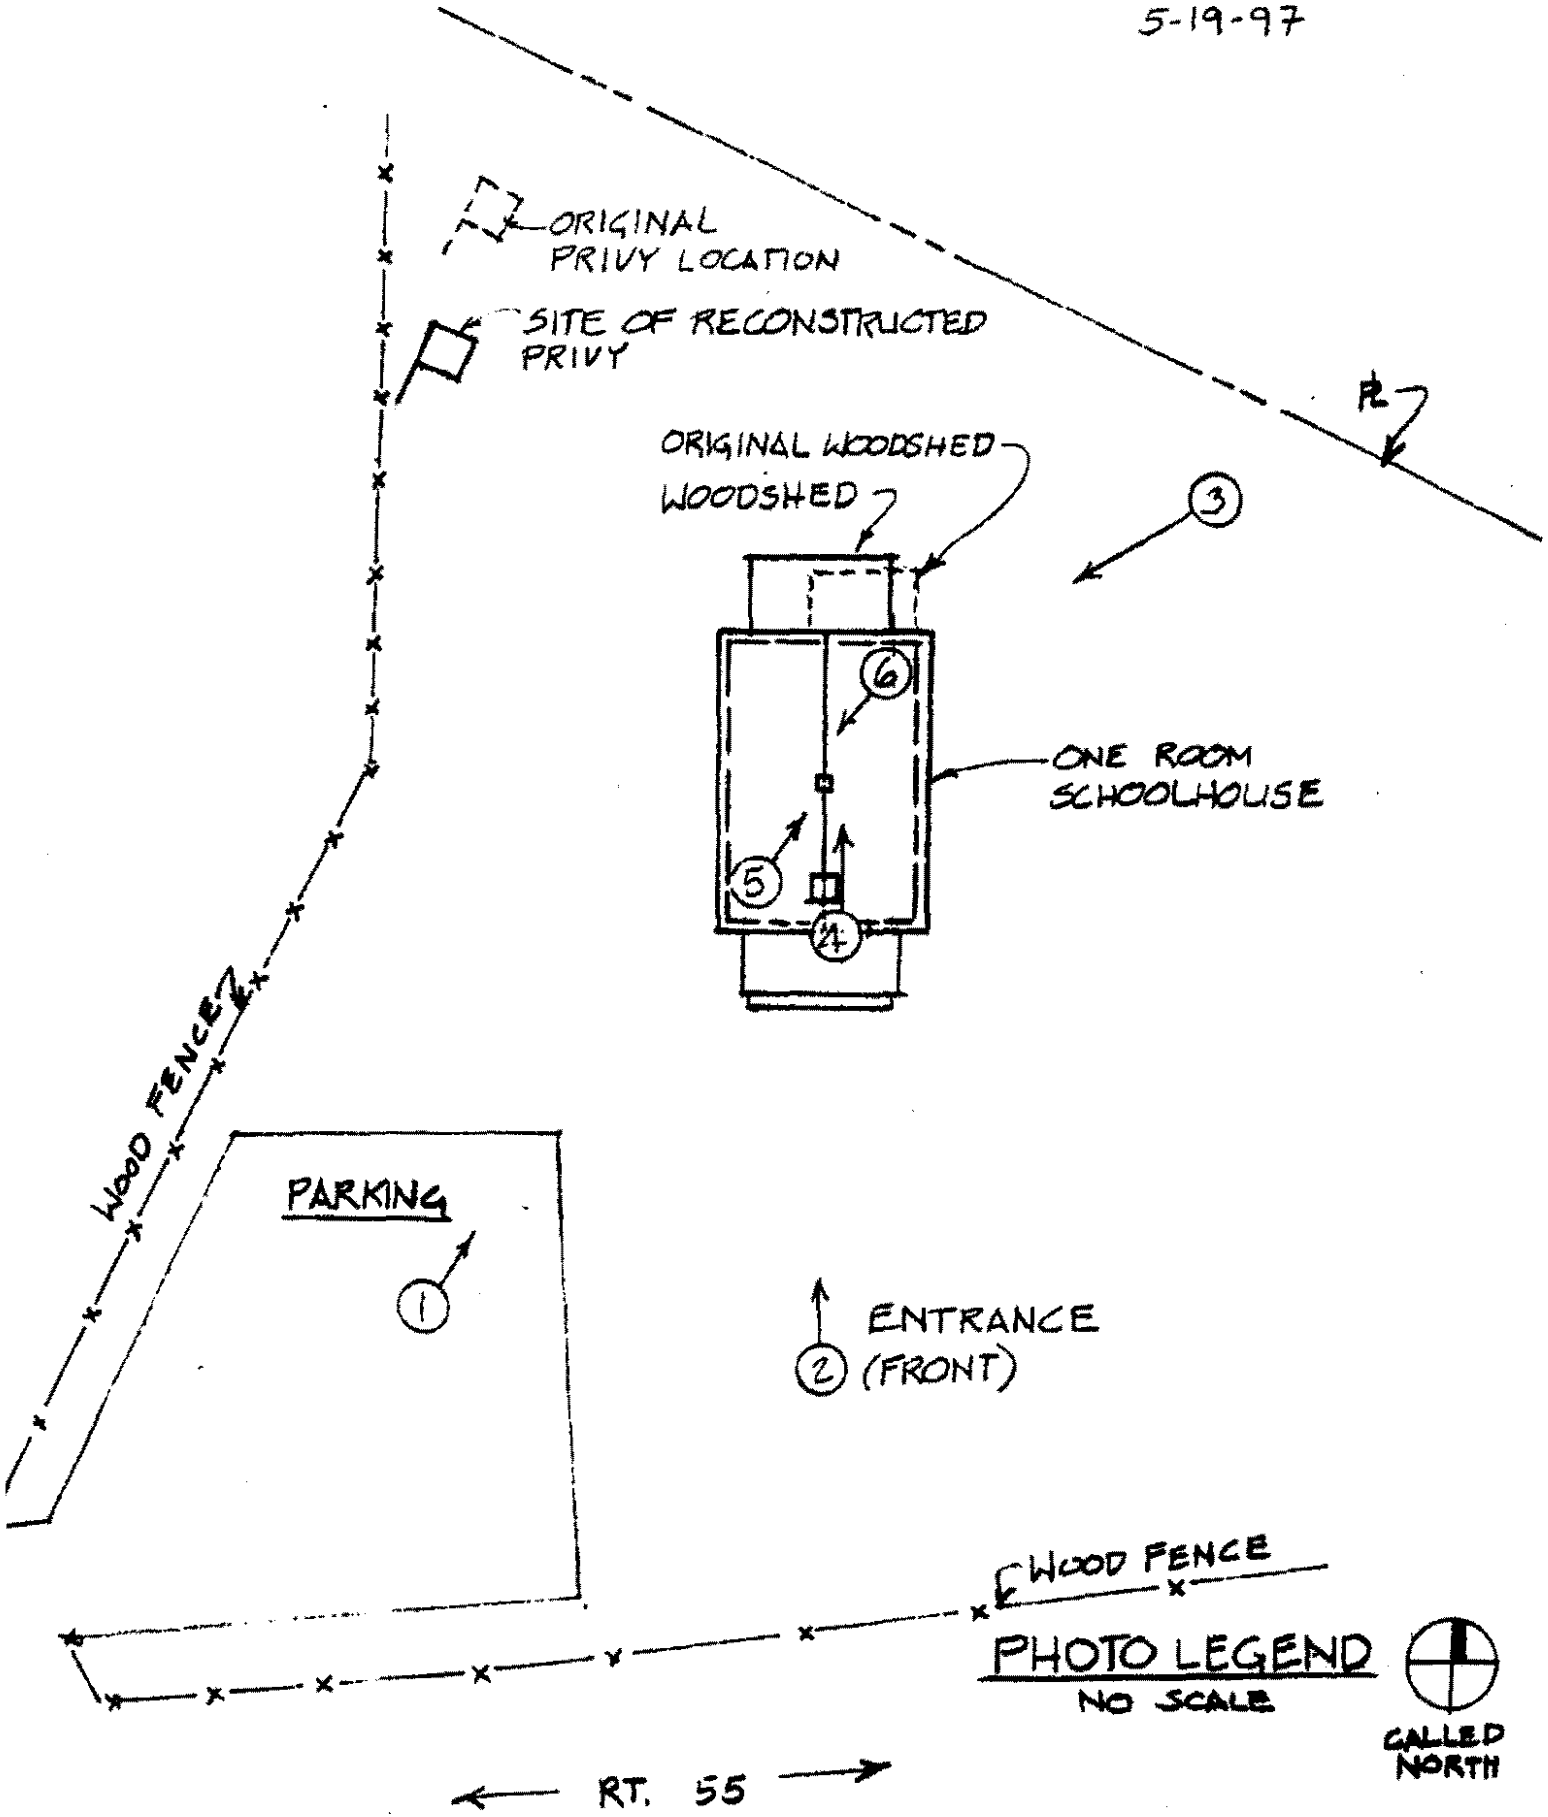 5-19-97
ORIGINAL
PRIVY LOCATION
SITE OF RECONSTRUCTED
PRIVY
PL
ORIGINAL WOODSHED
WOODSHED
3
6
ONE ROOM
SCHOOLHOUSE
5
4
WOOD FENCE
PARKING
1
ENTRANCE
2 (FRONT)
WOOD FENCE
PHOTO LEGEND
NO SCALE
CALLED
NORTH
RT. 55